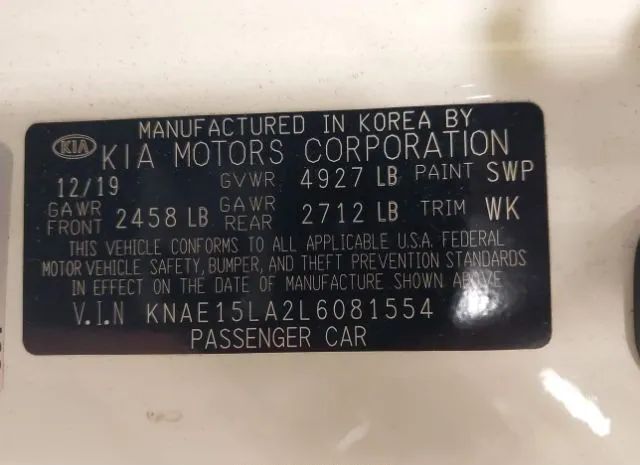 MANUFACTURED IN KOREA BY
KIA KIA MOTORS CORPORATION
12/19 GVWR 4927 LB PAINT SWP
GAWR FRONT 2458 LB GAWR REAR 2712 LB TRIM WK
THIS VEHICLE CONFORMS TO ALL APPLICABLE U.S.A. FEDERAL
MOTOR VEHICLE SAFETY, BUMPER, AND THEFT PREVENTION STANDARDS
IN EFFECT ON THE DATE OF MANUFACTURE SHOWN ABOVE
V.I.N KNAE15LA2L6081554
PASSENGER CAR